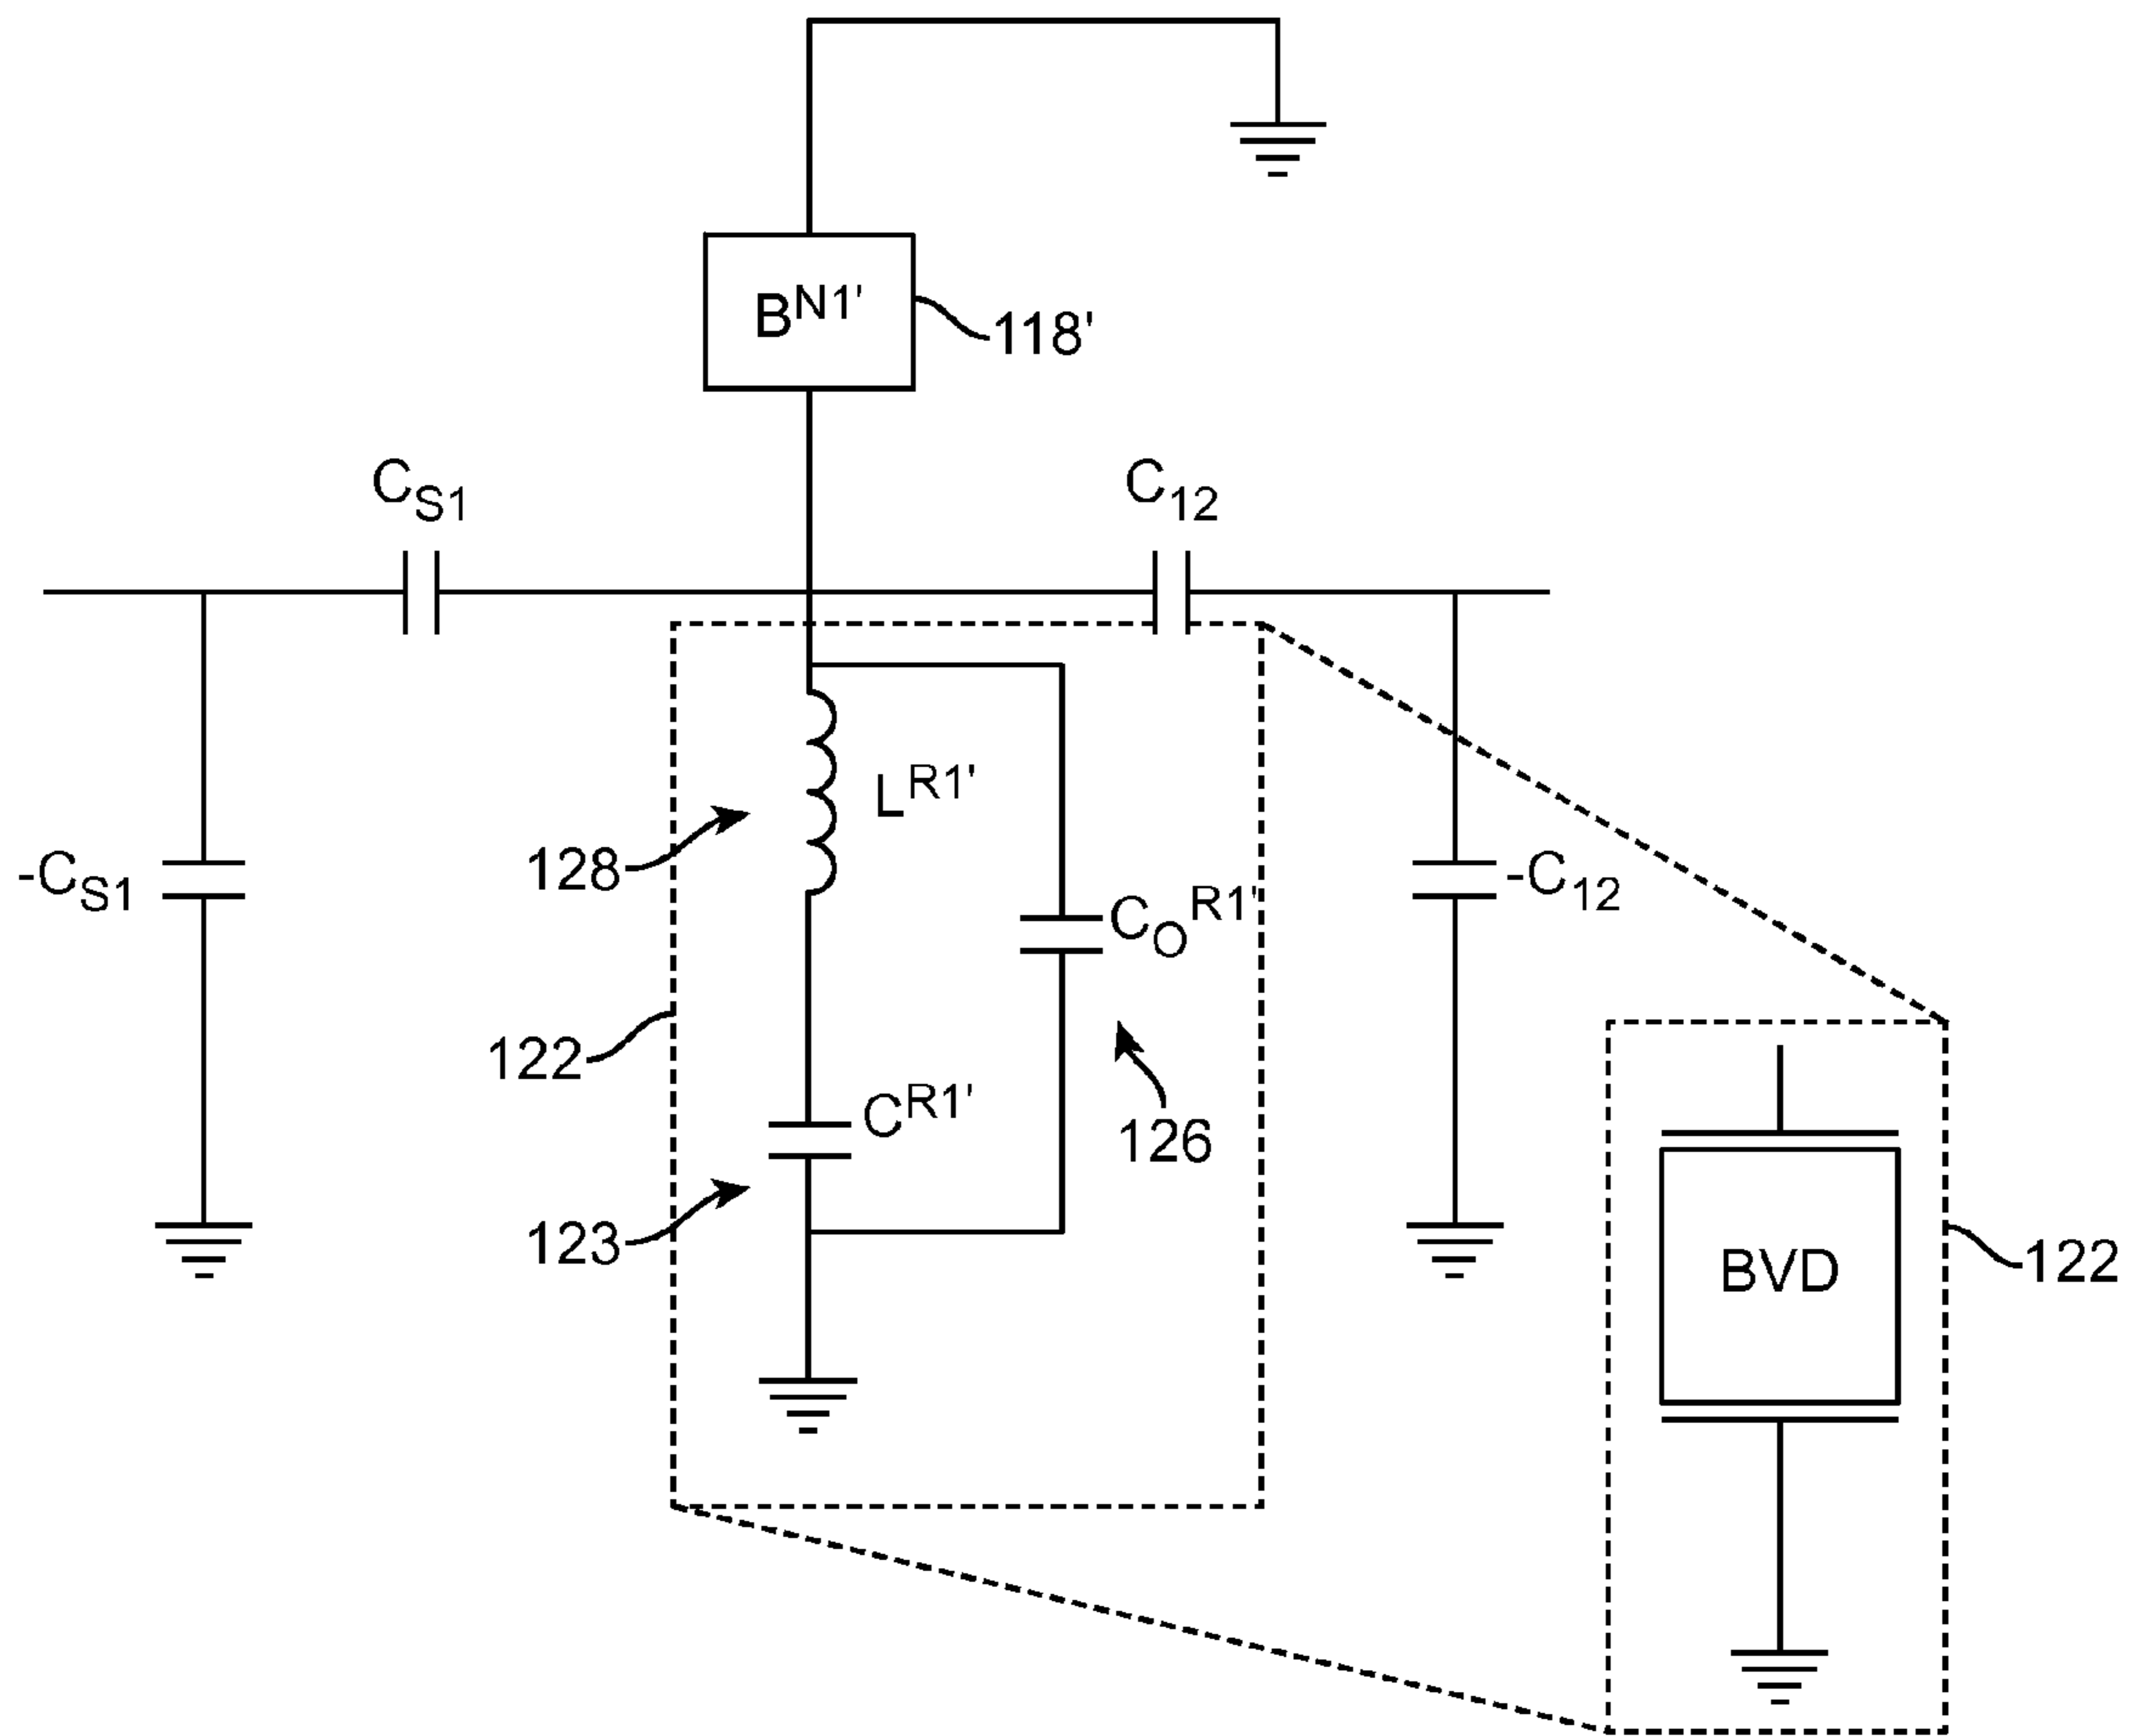 B^N1'
118'
C_S1
C_12
L^R1'
128
-C_S1
-C_12
C_O^R1'
122
C^R1'
126
123
BVD
122